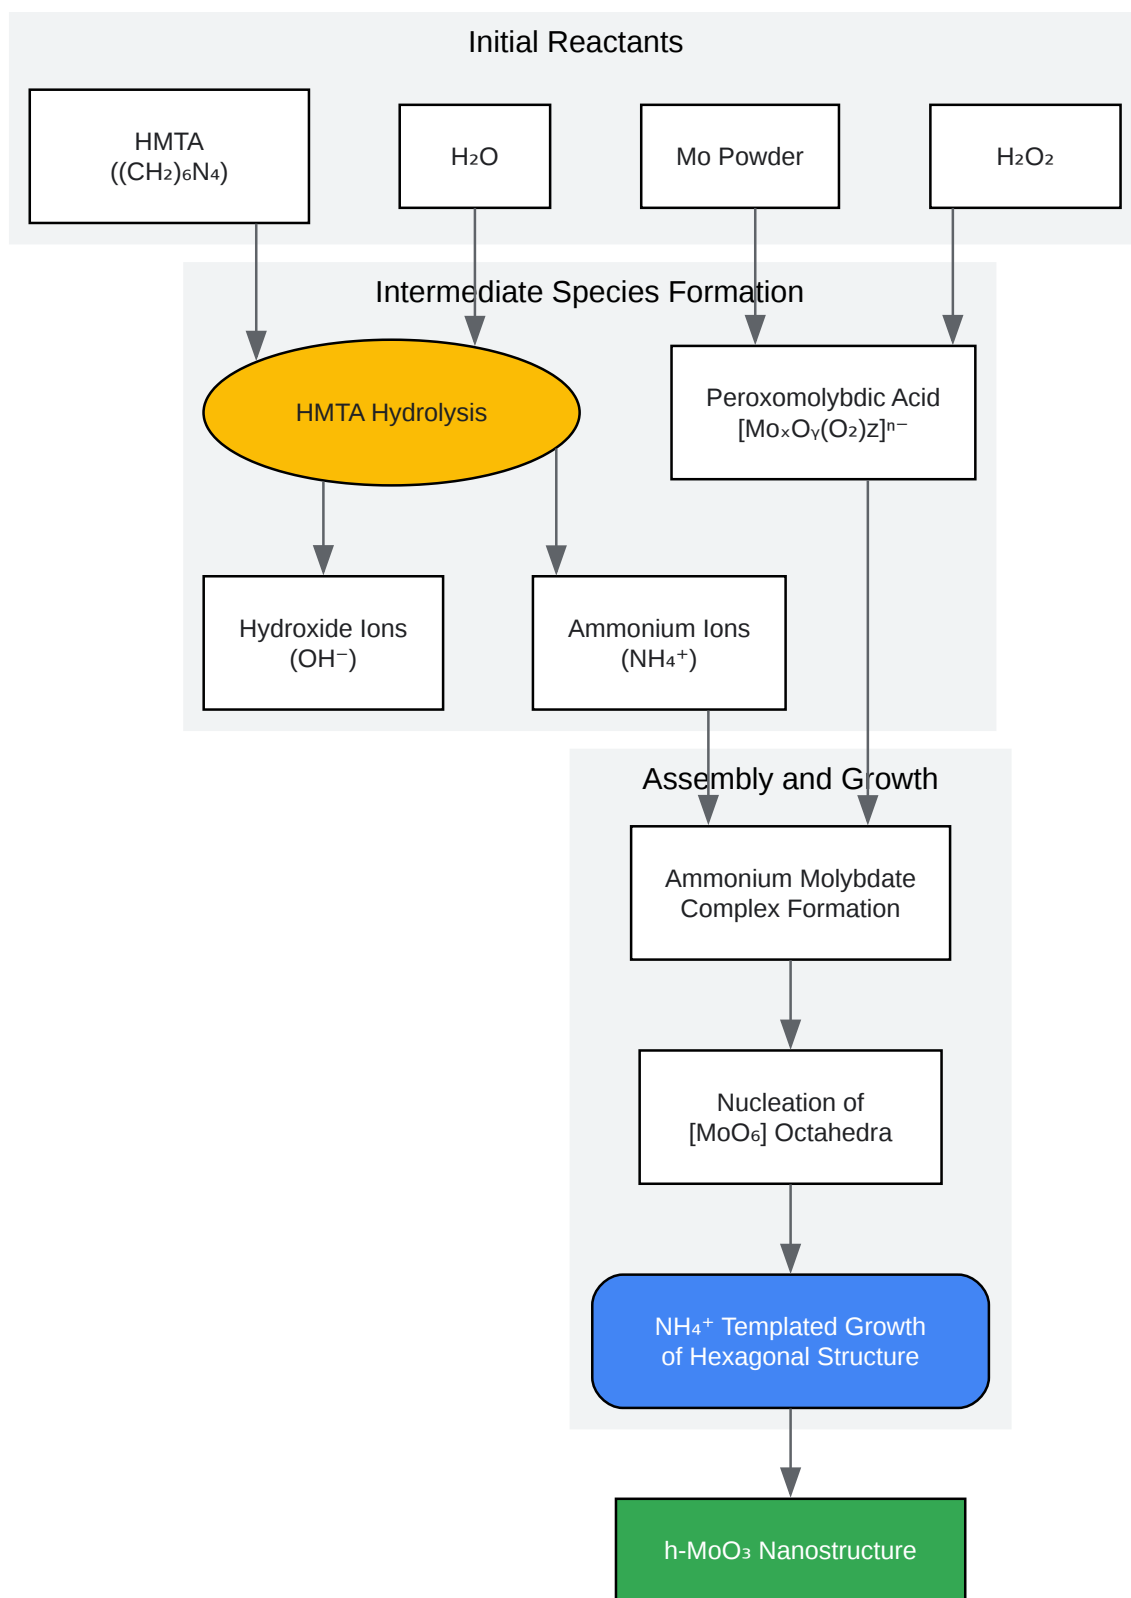 Initial Reactants
HMTA
((CH₂)₆N₄)
H₂O
Mo Powder
H₂O₂
Intermediate Species Formation
HMTA Hydrolysis
Peroxomolybdic Acid
[MoₓOᵧ(O₂)z]ⁿ⁻
Hydroxide Ions
(OH⁻)
Ammonium Ions
(NH₄⁺)
Assembly and Growth
Ammonium Molybdate
Complex Formation
Nucleation of
[MoO₆] Octahedra
NH₄⁺ Templated Growth
of Hexagonal Structure
h-MoO₃ Nanostructure